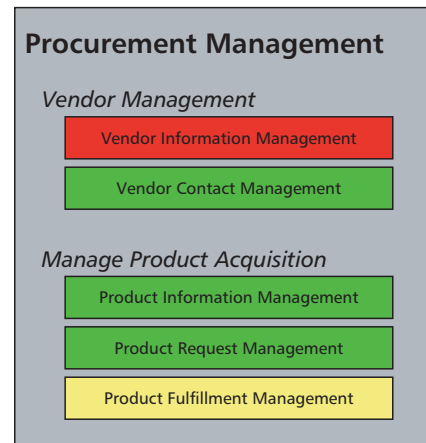 Procurement Management
Vendor Management
Vendor Information Management
Vendor Contact Management
Manage Product Acquisition
Product Information Management
Product Request Management
Product Fulfillment Management